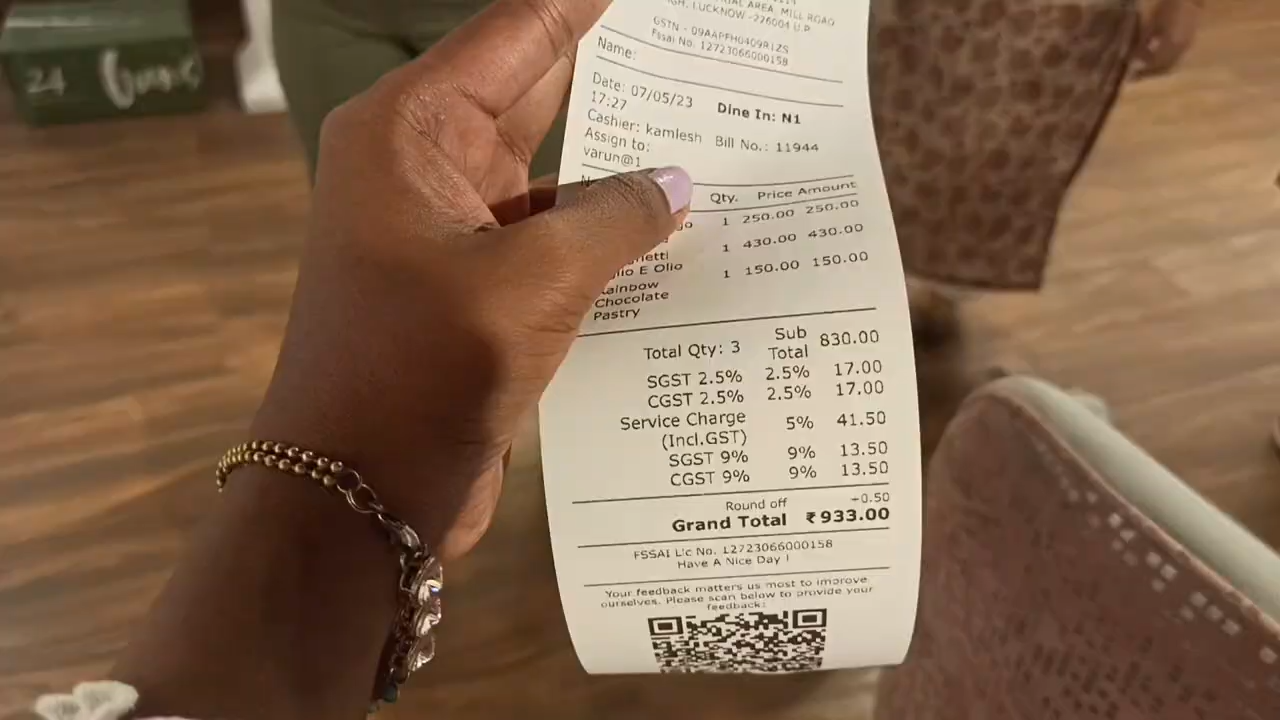 AREA, MILL ROAD
LUCKNOW -226004 U.P
GSTN - 09AAPFH0409R1ZS
Fssai No. 12723066000158
Name:
Date: 07/05/23 Dine In: N1
17:27
Cashier: kamlesh Bill No.: 11944
Assign to:
varun@1
Qty. Price Amount
1 250.00 250.00
1 430.00 430.00
E Olio
1 150.00 150.00
Chocolate
Pastry
Total Qty: 3 Sub Total 830.00
SGST 2.5% 2.5% 17.00
CGST 2.5% 2.5% 17.00
Service Charge 5% 41.50
(Incl.GST)
SGST 9% 9% 13.50
CGST 9% 9% 13.50
Round off +0.50
Grand Total ₹933.00
FSSAI Lic No. 12723066000158
Have A Nice Day !
Your feedback matters us most to improve
ourselves. Please scan below to provide your
feedback:
24